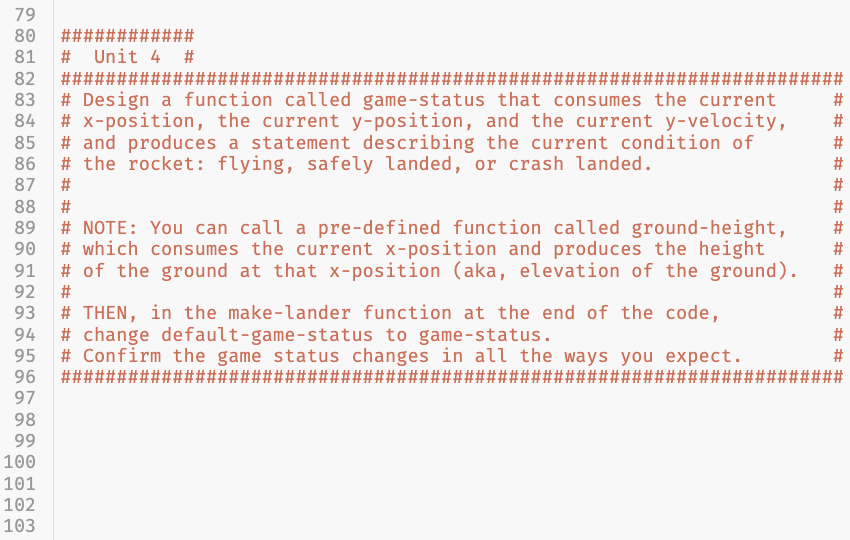 79
80 ############
81 #  Unit 4  #
82 ######################################################################
83 # Design a function called game-status that consumes the current     #
84 # x-position, the current y-position, and the current y-velocity,    #
85 # and produces a statement describing the current condition of       #
86 # the rocket: flying, safely landed, or crash landed.                #
87 #                                                                    #
88 #                                                                    #
89 # NOTE: You can call a pre-defined function called ground-height,    #
90 # which consumes the current x-position and produces the height      #
91 # of the ground at that x-position (aka, elevation of the ground).   #
92 #                                                                    #
93 # THEN, in the make-lander function at the end of the code,          #
94 # change default-game-status to game-status.                         #
95 # Confirm the game status changes in all the ways you expect.        #
96 ######################################################################
97
98
99
100
101
102
103